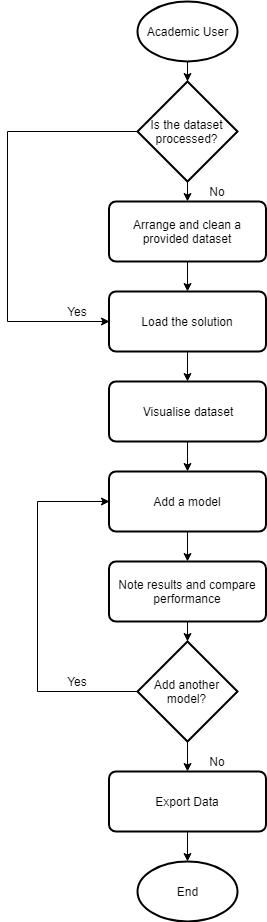 Academic User
Is the dataset
processed?
No
Arrange and clean a
provided dataset
Yes
Load the solution
Visualise dataset
Add a model
Note results and compare
performance
Yes
Add another
model?
No
Export Data
End